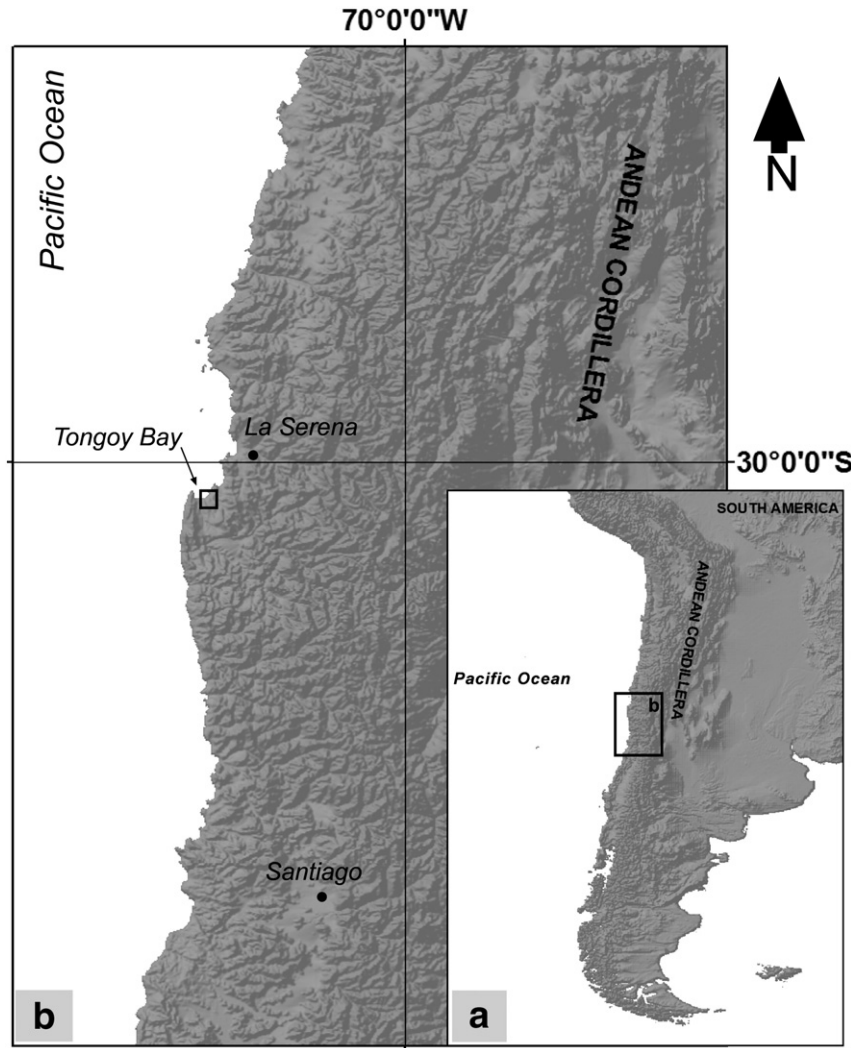 70°0'0"W
Pacific Ocean
ANDEAN CORDILLERA
N
Tongoy Bay
La Serena
30°0'0"S
Santiago
b
SOUTH AMERICA
ANDEAN CORDILLERA
Pacific Ocean
b
a